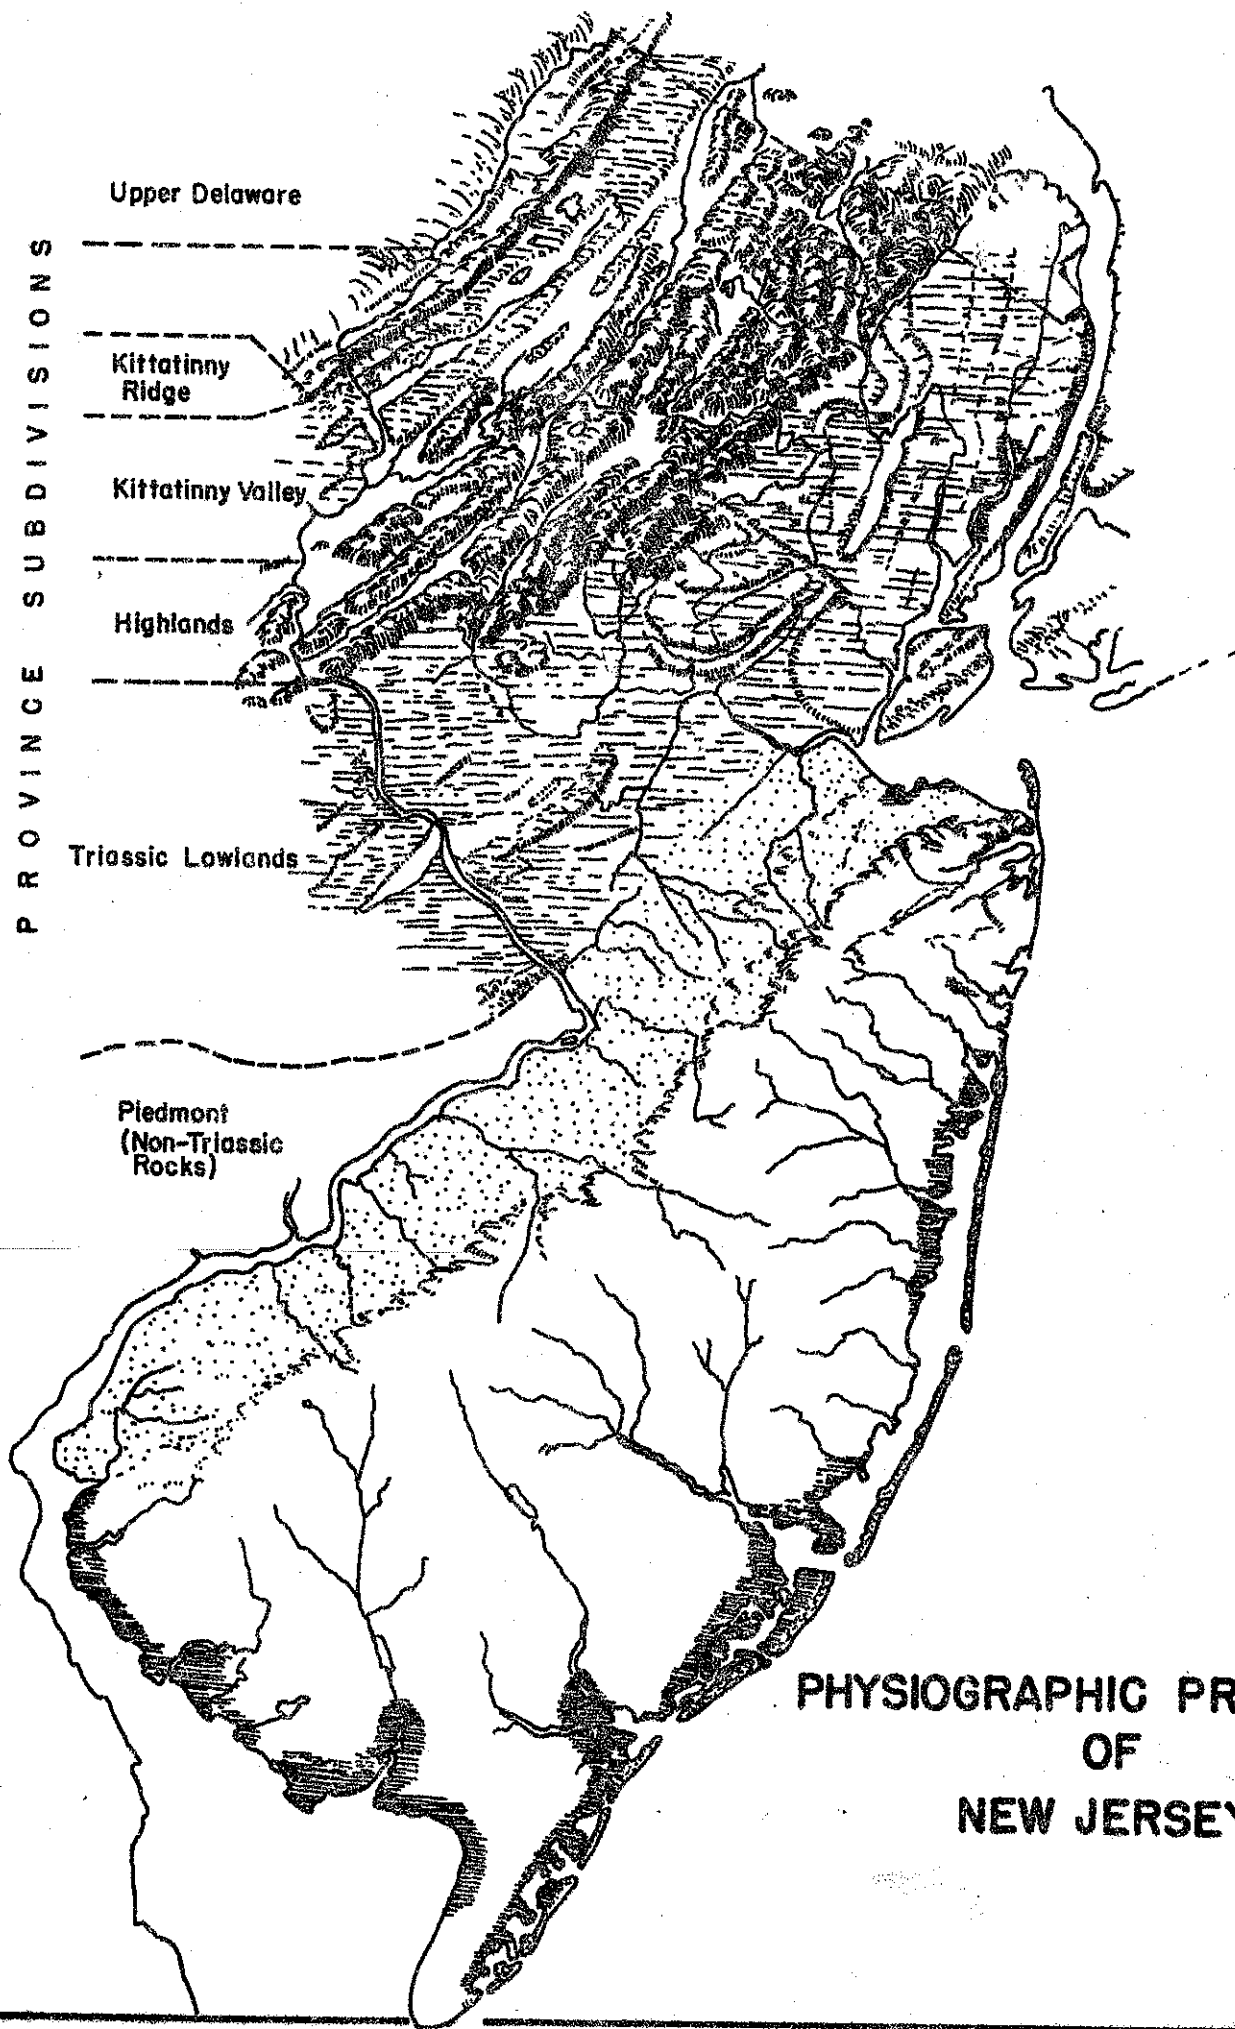 PROVINCE SUBDIVISIONS
Upper Delaware
Kittatinny
Ridge
Kittatinny Valley
Highlands
Triassic Lowlands
Piedmont
(Non-Triassic
Rocks)
PHYSIOGRAPHIC PR
OF
NEW JERSEY